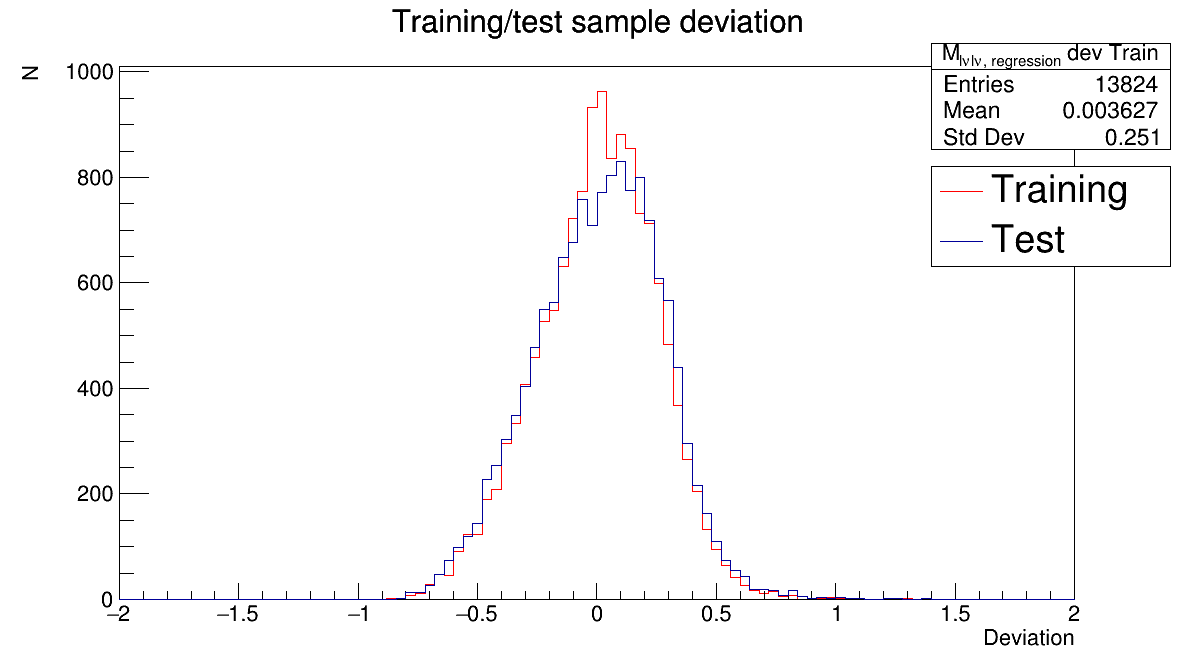 Training/test sample deviation
N
1000
800
600
400
200
0
−2
−1.5
−1
−0.5
0
0.5
1
1.5
2
Deviation
Mlνlν, regression dev Train
Entries 13824
Mean 0.003627
Std Dev 0.251
Training
Test